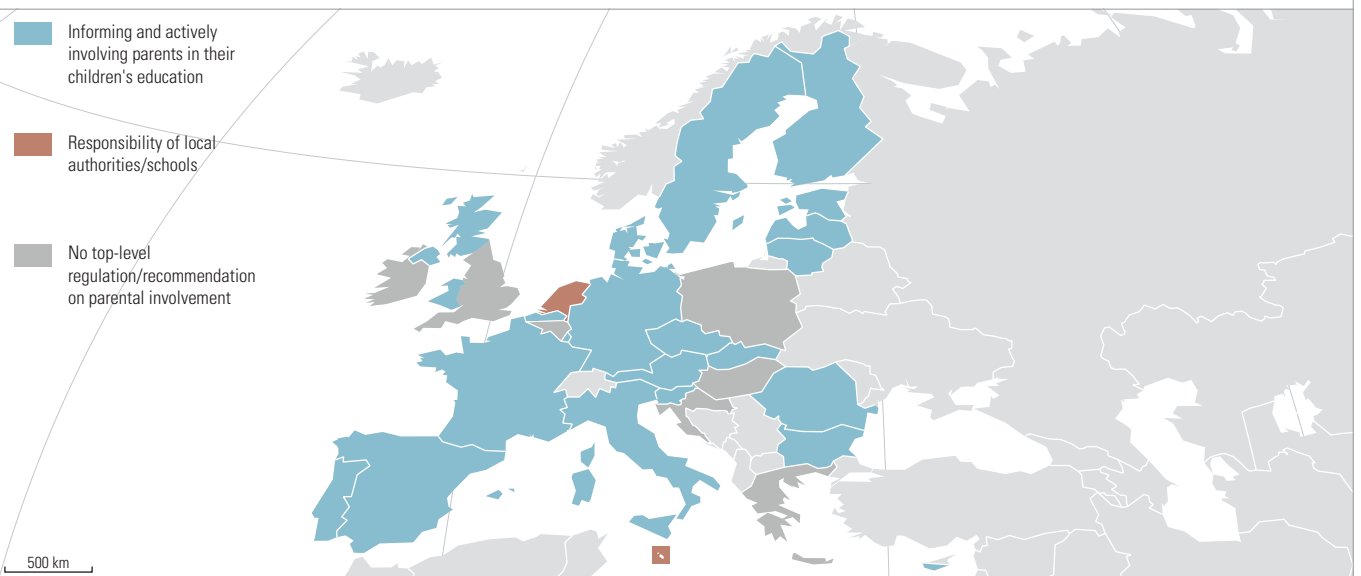 Informing and actively
involving parents in their
children's education
Responsibility of local
authorities/schools
No top-level
regulation/recommendation
on parental involvement
500 km